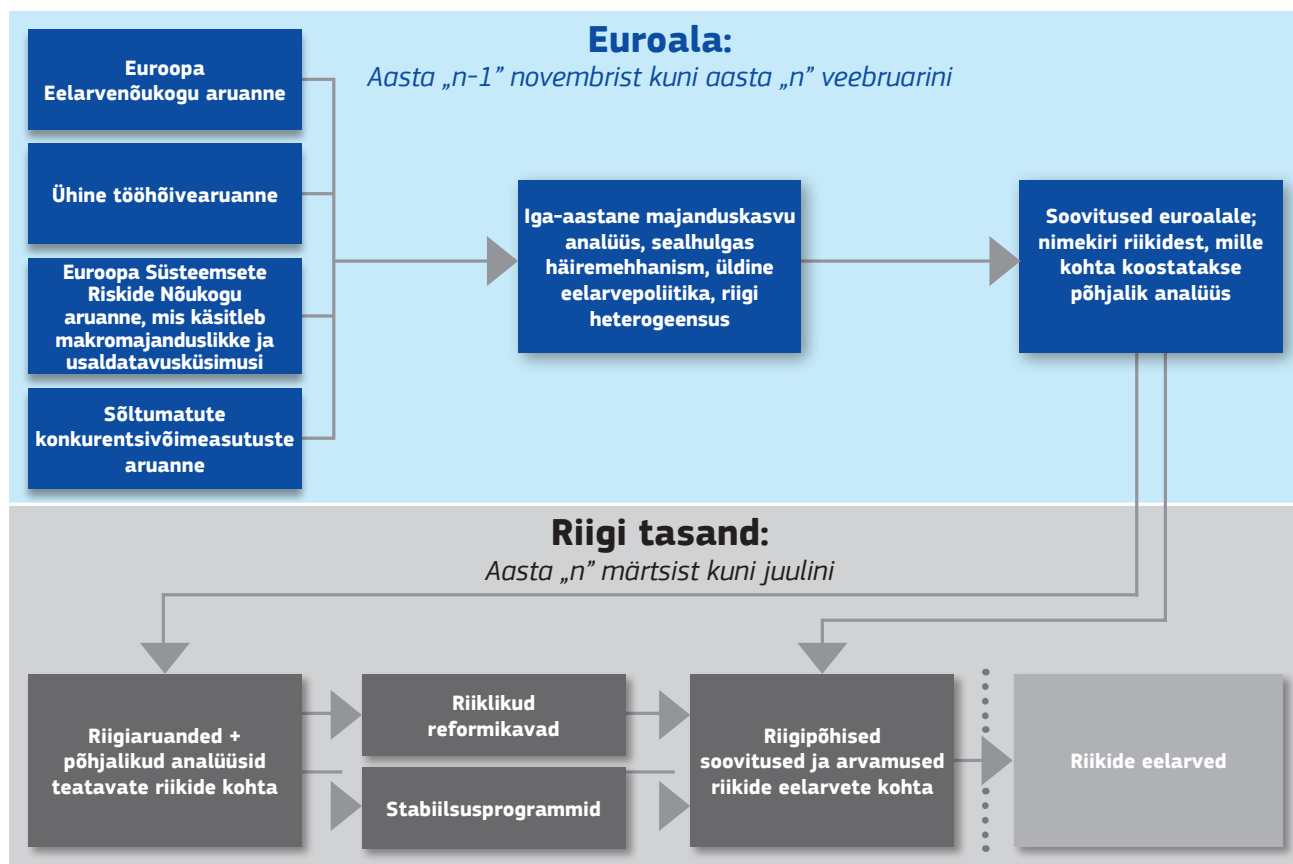 Euroala:
Aasta „n-1” novembrist kuni aasta „n” veebruarini
Euroopa
Eelarvenõukogu aruanne
Ühine tööhõivearuanne
Euroopa Süsteemsete
Riskide Nõukogu
aruanne, mis käsitleb
makromajanduslikke ja
usaldatavusküsimusi
Sõltumatute
konkurentsivõimeasutuste
aruanne
Iga-aastane majanduskasvu
analüüs, sealhulgas
häiremehhanism, üldine
eelarvepoliitika, riigi
heterogeensus
Soovitused euroalale;
nimekiri riikidest, mille
kohta koostatakse
põhjalik analüüs
Riigi tasand:
Aasta „n” märtsist kuni juulini
Riigiaruanded +
põhjalikud analüüsid
teatavate riikide kohta
Riiklikud
reformikavad
Stabiilsusprogrammid
Riigipõhised
soovitused ja arvamused
riikide eelarvete kohta
Riikide eelarved